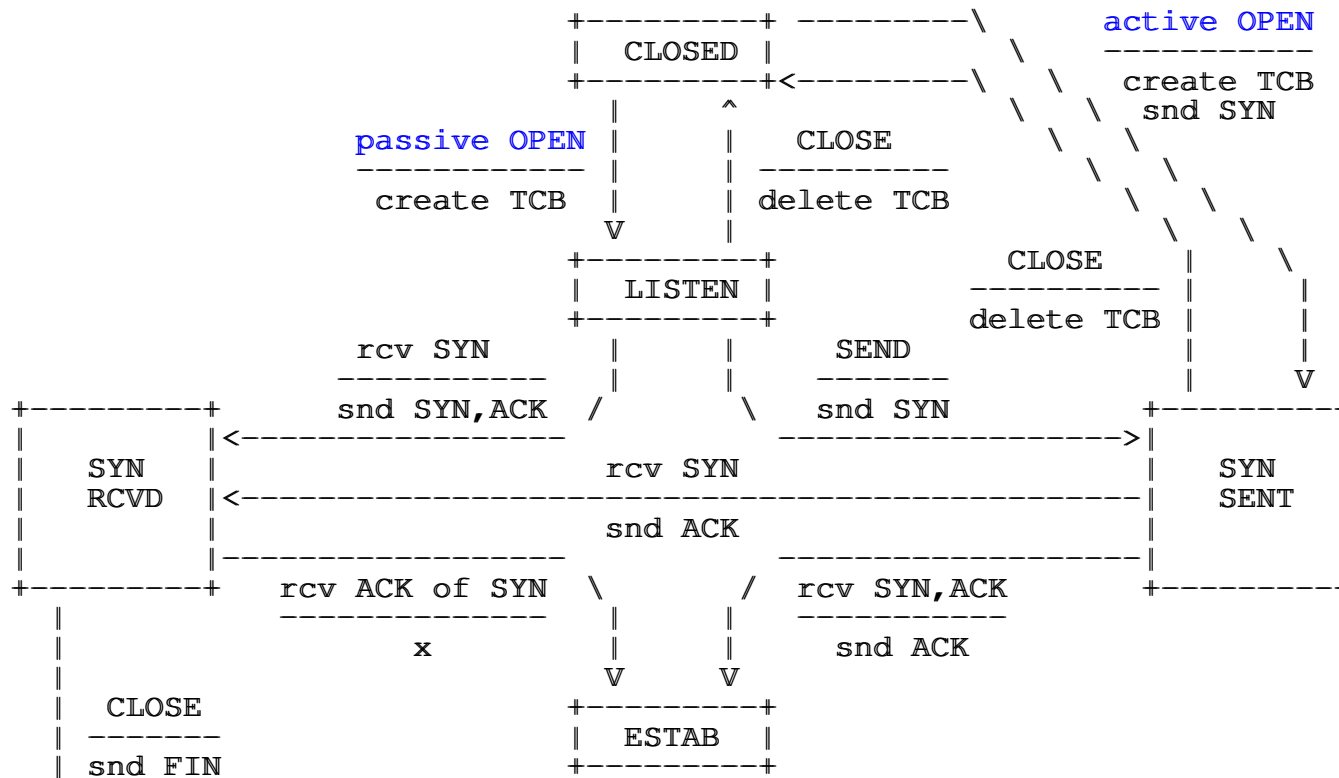 +---------+ ---------\ active OPEN
| CLOSED | \ -----------
+---------+<---------\ \ create TCB
| ^ \ \ snd SYN
passive OPEN | | CLOSE \ \
------------ | | ---------- \ \
create TCB | | delete TCB \ \
V | \ \
+---------+ CLOSE | \
| LISTEN | ---------- | |
+---------+ delete TCB | |
rcv SYN | | SEND | |
----------- | | ------- | V
+---------+ snd SYN,ACK / \ snd SYN +----------
| |<----------------- ------------------>|
| SYN | rcv SYN | SYN
| RCVD |<-----------------------------------------------| SENT
| | snd ACK |
| |------------------ -------------------|
+---------+ rcv ACK of SYN \ / rcv SYN,ACK +----------
| -------------- | | -----------
| x | | snd ACK
| V V
| CLOSE +---------+
| ------- | ESTAB |
| snd FIN +---------+